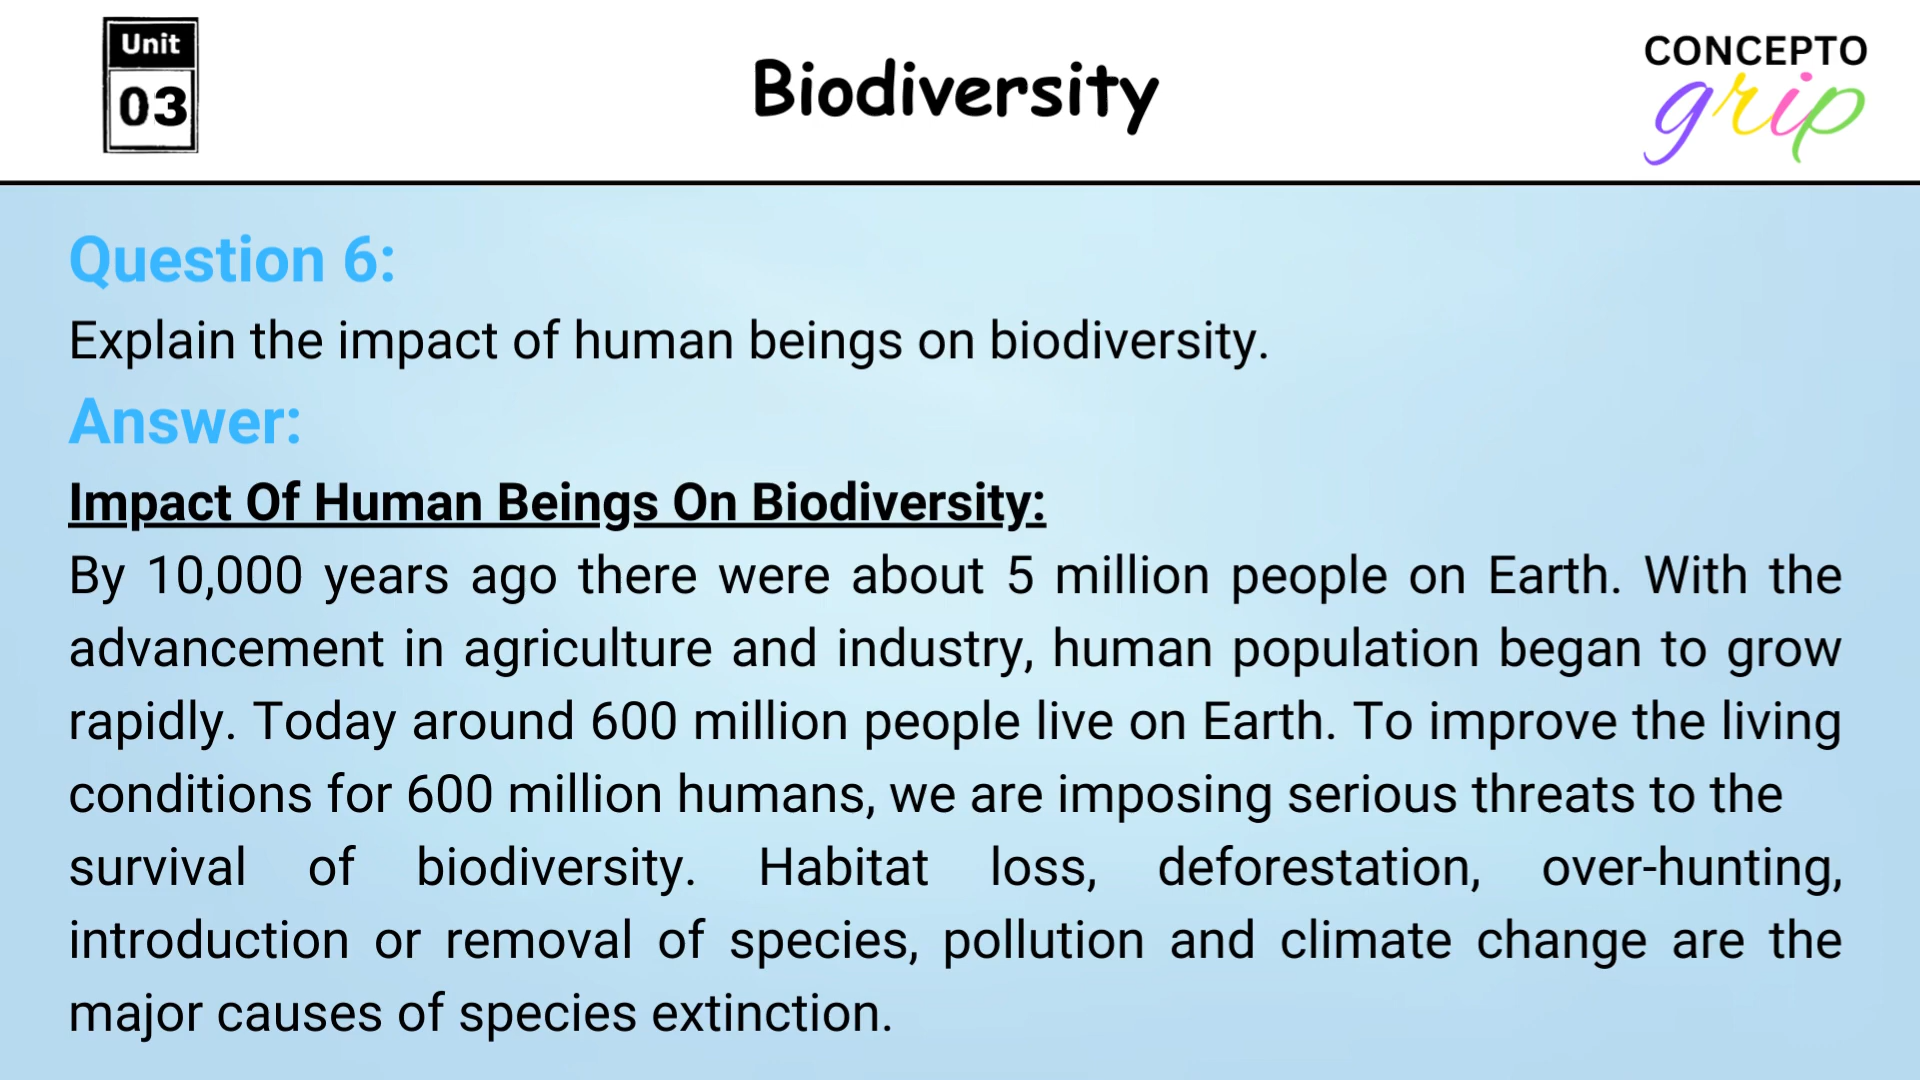 Unit
03
Biodiversity
CONCEPTO
grip
Question 6:
Explain the impact of human beings on biodiversity.
Answer:
Impact Of Human Beings On Biodiversity:
By 10,000 years ago there were about 5 million people on Earth. With the
advancement in agriculture and industry, human population began to grow
rapidly. Today around 600 million people live on Earth. To improve the living
conditions for 600 million humans, we are imposing serious threats to the
survival of biodiversity. Habitat loss, deforestation, over-hunting,
introduction or removal of species, pollution and climate change are the
major causes of species extinction.